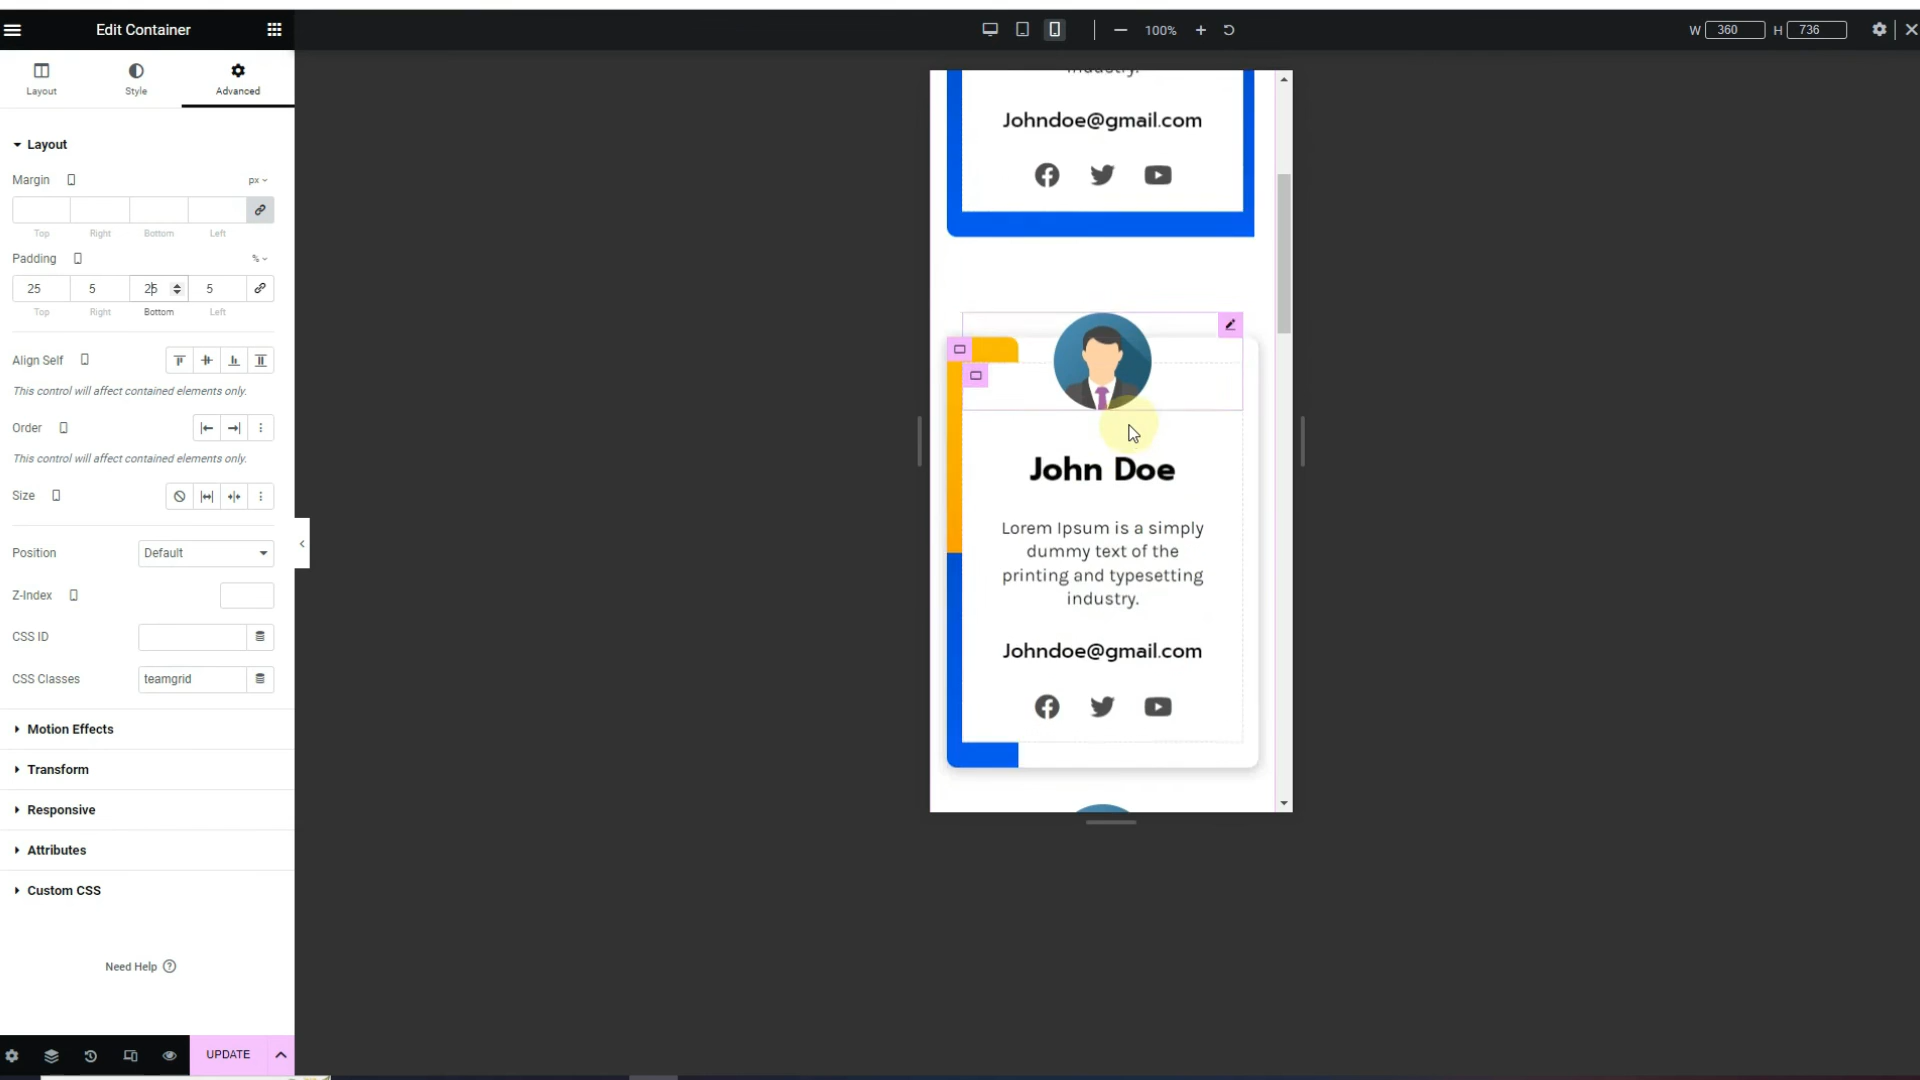 Edit Container
100%
W 360 H 736
Layout Style Advanced
Layout
Margin px
Top Right Bottom Left
Padding %
25 5 25 5
Top Right Bottom Left
Align Self
This control will affect contained elements only.
Order
This control will affect contained elements only.
Size
Position Default
Z-Index
CSS ID
CSS Classes teamgrid
Motion Effects
Transform
Responsive
Attributes
Custom CSS
Need Help ?
UPDATE
industry.
Johndoe@gmail.com
John Doe
Lorem Ipsum is a simply
dummy text of the
printing and typesetting
industry.
Johndoe@gmail.com